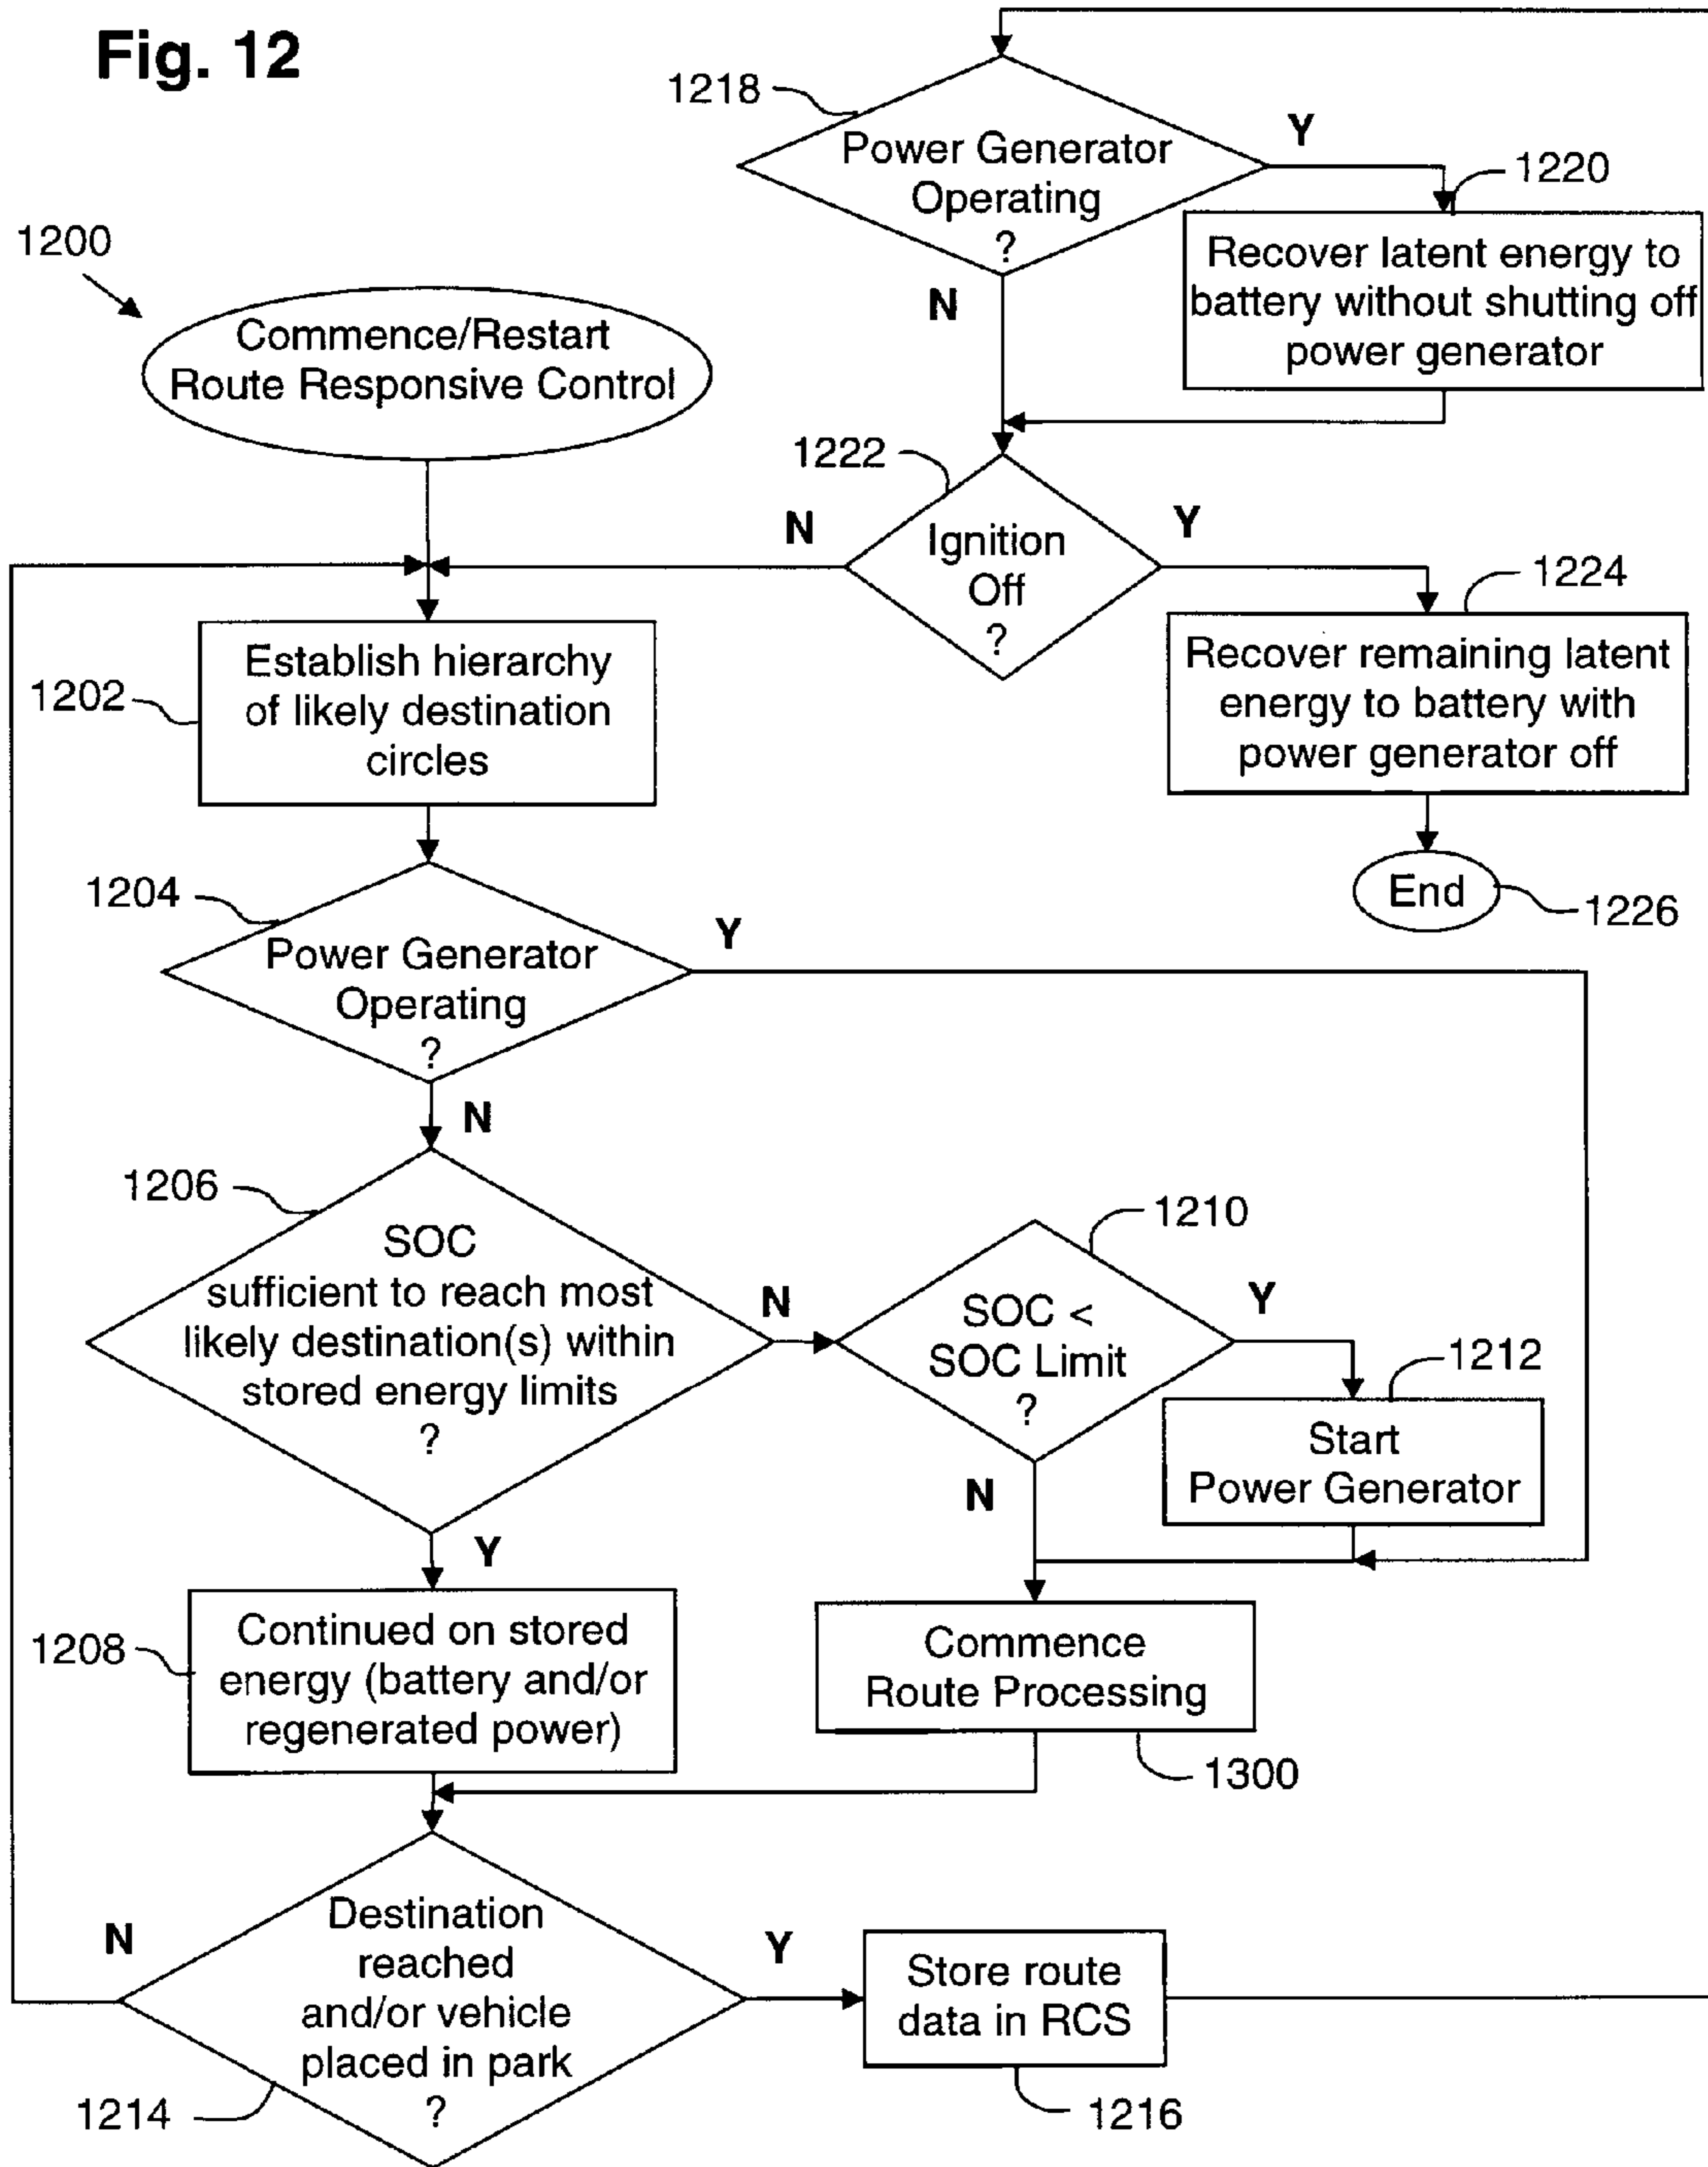 Fig. 12
1218
Power Generator
Operating
?
Y
N
1220
Recover latent energy to
battery without shutting off
power generator
1200
Commence/Restart
Route Responsive Control
1222
Ignition
Off
?
N
Y
1224
Recover remaining latent
energy to battery with
power generator off
End
1226
1202
Establish hierarchy
of likely destination
circles
1204
Power Generator
Operating
?
Y
N
1206
SOC
sufficient to reach most
likely destination(s) within
stored energy limits
?
N
Y
1210
SOC <
SOC Limit
?
Y
N
1212
Start
Power Generator
1208
Continued on stored
energy (battery and/or
regenerated power)
Commence
Route Processing
1300
Destination
reached
and/or vehicle
placed in park
?
N
Y
1214
Store route
data in RCS
1216